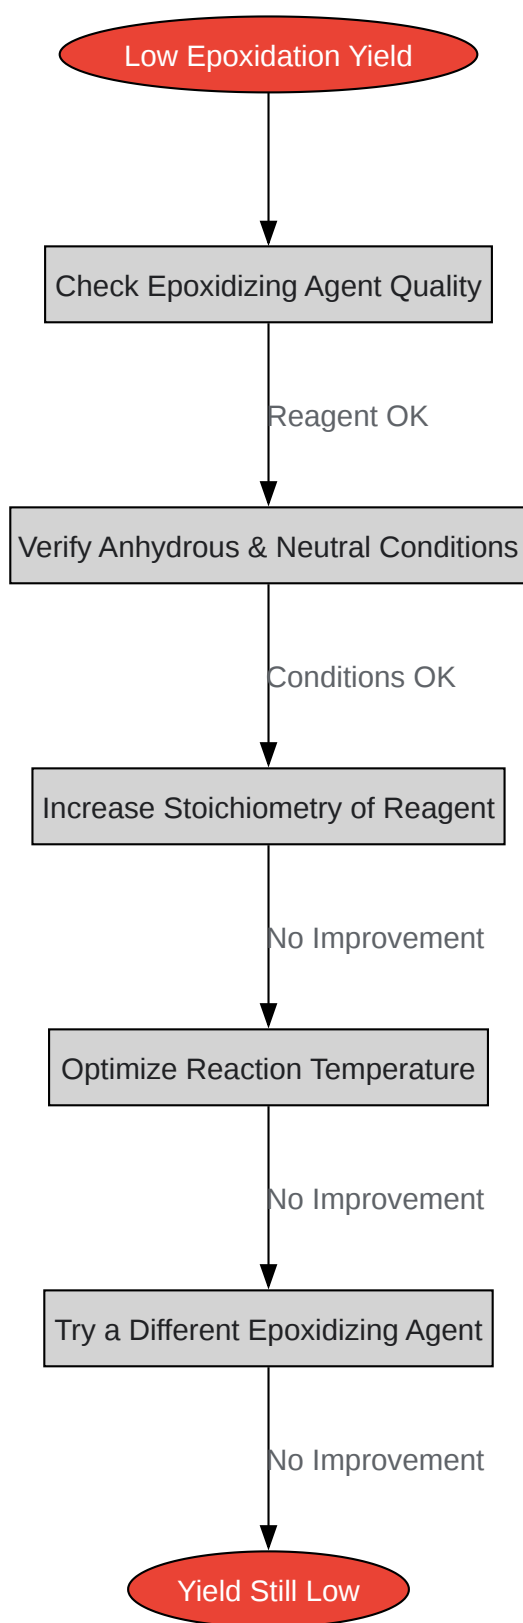 Low Epoxidation Yield
Check Epoxidizing Agent Quality
Reagent OK
Verify Anhydrous & Neutral Conditions
Conditions OK
Increase Stoichiometry of Reagent
No Improvement
Optimize Reaction Temperature
No Improvement
Try a Different Epoxidizing Agent
No Improvement
Yield Still Low